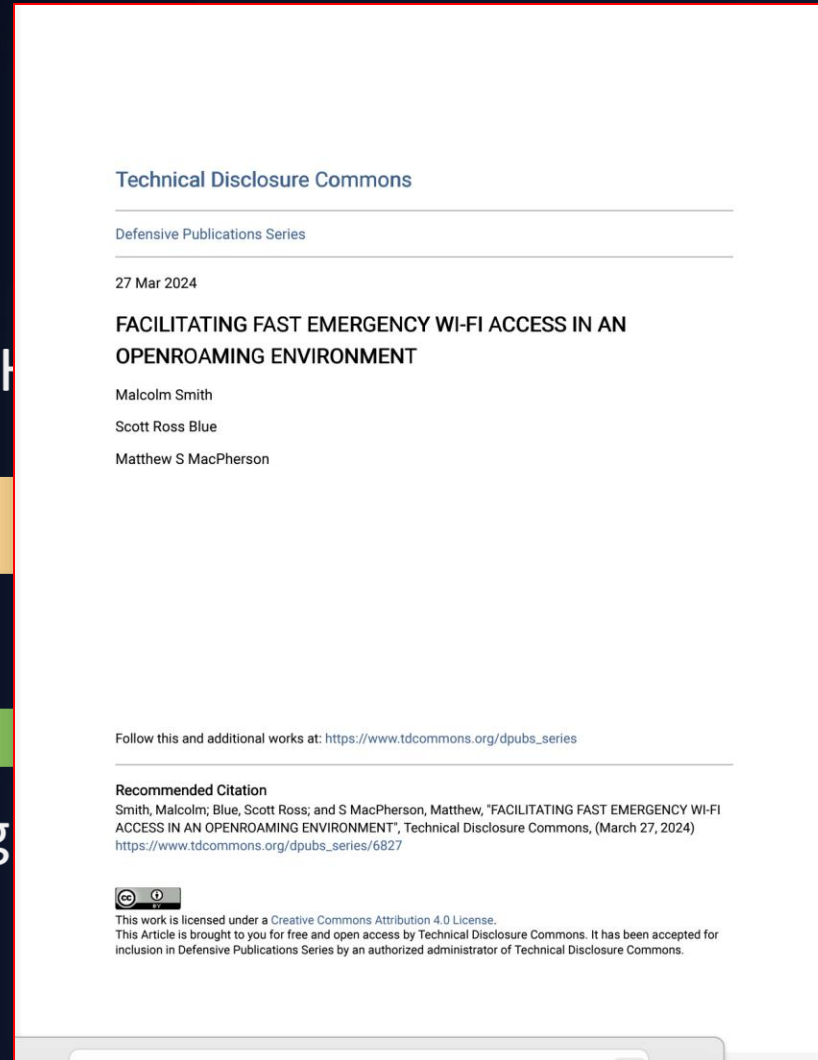 Technical Disclosure Commons
Defensive Publications Series
27 Mar 2024
FACILITATING FAST EMERGENCY WI-FI ACCESS IN AN
OPENROAMING ENVIRONMENT
Malcolm Smith
Scott Ross Blue
Matthew S MacPherson
Follow this and additional works at: https://www.tdcommons.org/dpubs_series
Recommended Citation
Smith, Malcolm; Blue, Scott Ross; and S MacPherson, Matthew, "FACILITATING FAST EMERGENCY WI-FI
ACCESS IN AN OPENROAMING ENVIRONMENT", Technical Disclosure Commons, (March 27, 2024)
https://www.tdcommons.org/dpubs_series/6827
cc BY
This work is licensed under a Creative Commons Attribution 4.0 License.
This Article is brought to you for free and open access by Technical Disclosure Commons. It has been accepted for
inclusion in Defensive Publications Series by an authorized administrator of Technical Disclosure Commons.